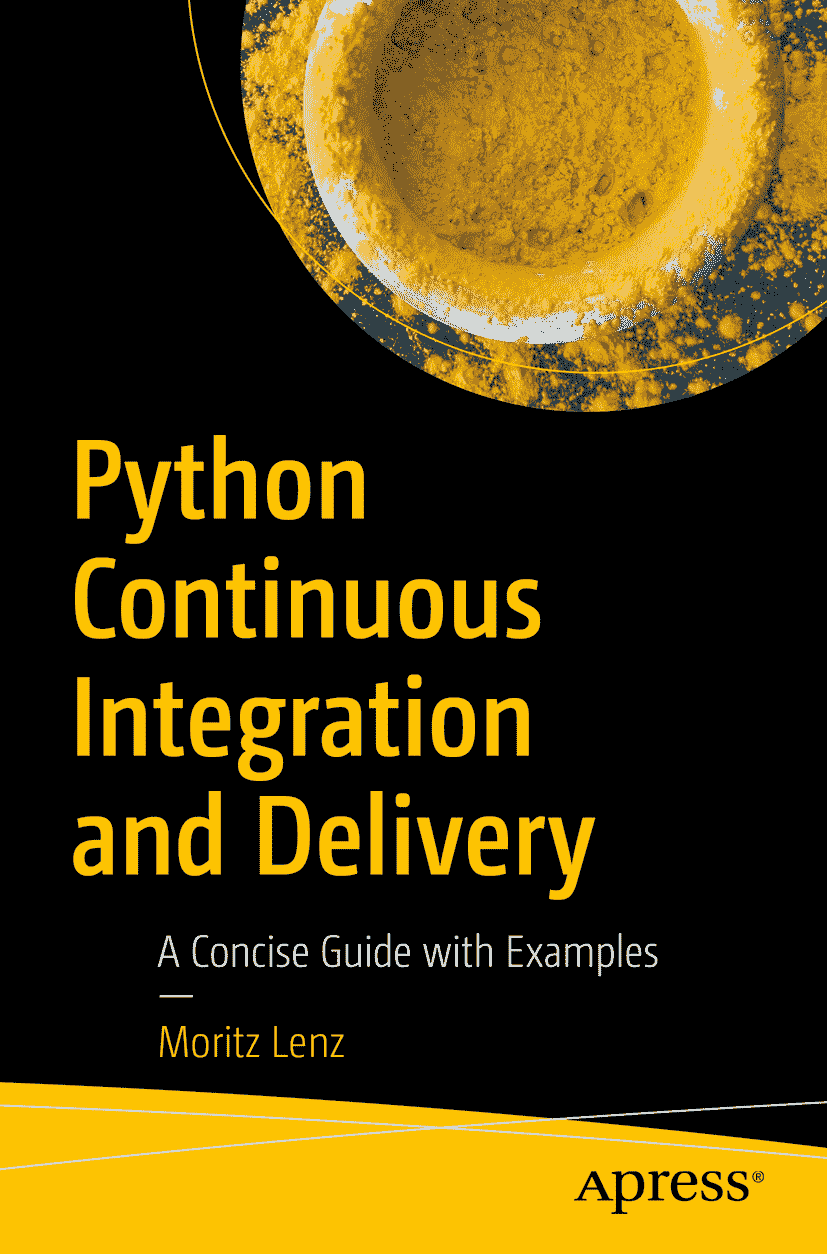 Python
Continuous
Integration
and Delivery
A Concise Guide with Examples
—
Moritz Lenz
Apress®